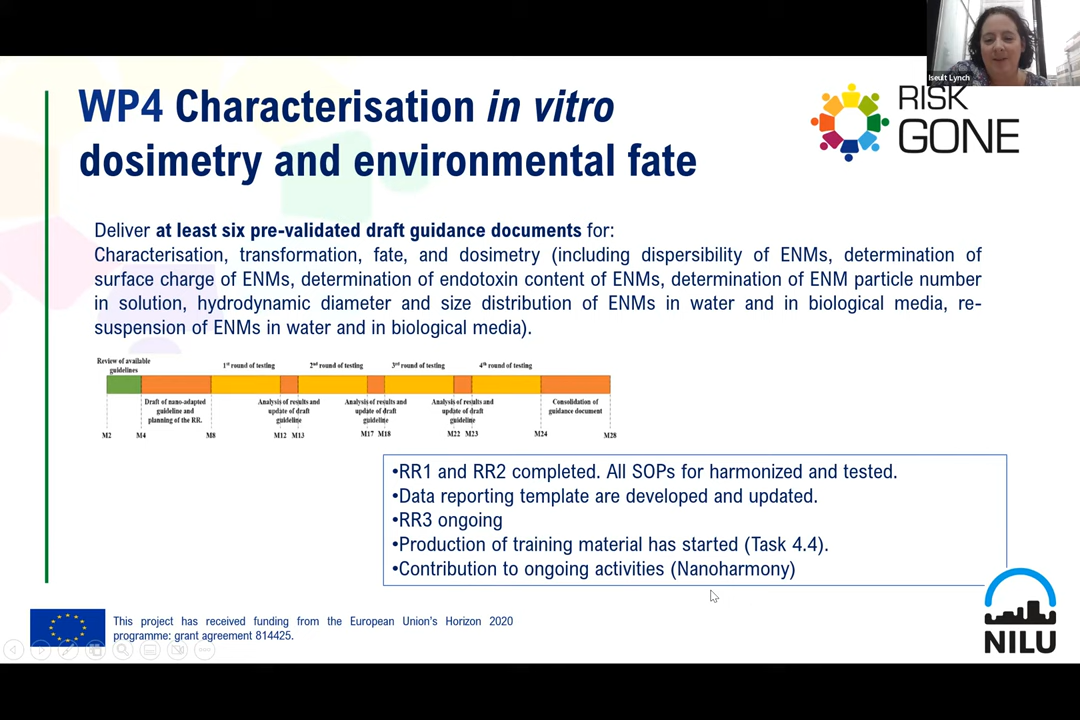 Iseult Lynch
WP4 Characterisation in vitro
dosimetry and environmental fate
RISK
GONE
Deliver at least six pre-validated draft guidance documents for:
Characterisation, transformation, fate, and dosimetry (including dispersibility of ENMs, determination of
surface charge of ENMs, determination of endotoxin content of ENMs, determination of ENM particle number
in solution, hydrodynamic diameter and size distribution of ENMs in water and in biological media, re-
suspension of ENMs in water and in biological media).
Review of available
guidelines
1st round of testing
2nd round of testing
3rd round of testing
4th round of testing
Draft of nano-adapted
guideline and
planning of the RR.
Analysis of results and
update of draft
guideline
Analysis of results and
update of draft
guideline
Analysis of results and
update of draft
guideline
Consolidation of
guidance document
M2 M4 M8 M12 M13 M17 M18 M22 M23 M24 M28
•RR1 and RR2 completed. All SOPs for harmonized and tested.
•Data reporting template are developed and updated.
•RR3 ongoing
•Production of training material has started (Task 4.4).
•Contribution to ongoing activities (Nanoharmony)
This project has received funding from the European Union's Horizon 2020
programme: grant agreement 814425.
NILU